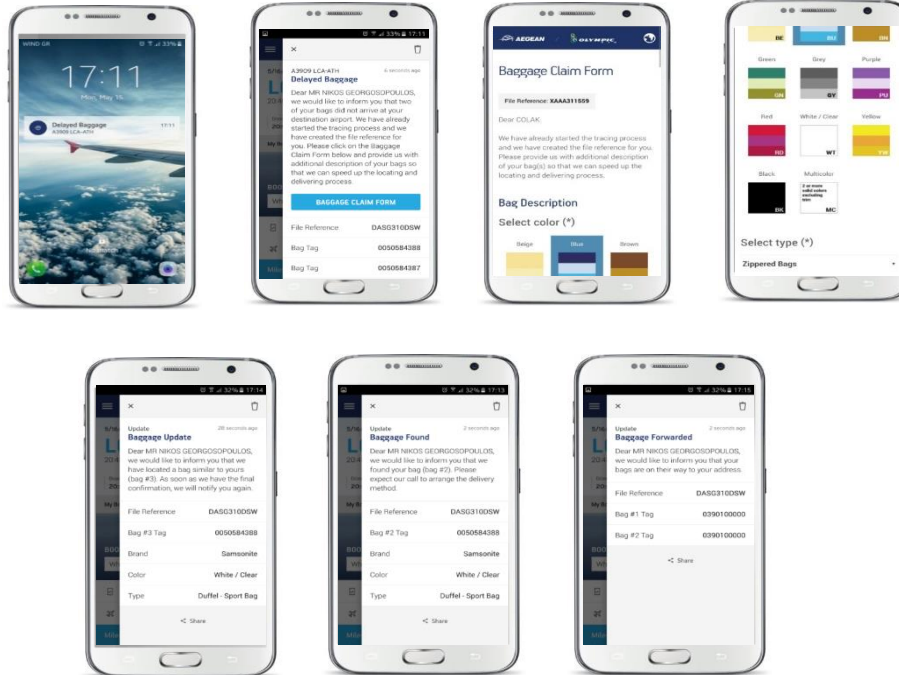 WIND GR
33%
17:11
Mon, May 15,
Delayed Baggage 17:11
A3909 LCA-ATH
33% 17:11
A3909 LCA-ATH 6 seconds ago
Delayed Baggage
Dear MR NIKOS GEORGOSOPOULOS,
we would like to inform you that two
of your bags did not arrive at your
destination airport. We have already
started the tracing process and we
have created the file reference for
you. Please click on the Baggage
Claim Form below and provide us with
additional description of your bags so
that we can speed up the locating and
delivering process.
BAGGAGE CLAIM FORM
File Reference DASG310DSW
Bag Tag 0050584388
Bag Tag 0050584387
AEGEAN OLYMPIC
Baggage Claim Form
File Reference: XAAA311559
Dear COLAK,
We have already started the tracing process
and we have created the file reference for you.
Please provide us with additional description
of your bag(s) so that we can speed up the
locating and delivering process.
Bag Description
Select color (*)
Beige Blue Brown
BE BU BN
Green Grey Purple
GN GY PU
Red White / Clear Yellow
RD WT YW
Black Multicolor
2 or more
solid colors
excluding
BK MC
Select type (*)
Zippered Bags
32% 17:14
Update 28 seconds ago
Baggage Update
Dear MR NIKOS GEORGOSOPOULOS,
we would like to inform you that we
have located a bag similar to yours
(bag #3). As soon as we have the final
confirmation, we will notify you again.
File Reference DASG310DSW
Bag #3 Tag 0050584388
Brand Samsonite
Color White / Clear
Type Duffel - Sport Bag
Share
32% 17:13
Update 2 seconds ago
Baggage Found
Dear MR NIKOS GEORGOSOPOULOS,
we would like to inform you that we
found your bag (bag #2). Please
expect our call to arrange the delivery
method.
File Reference DASG310DSW
Bag #2 Tag 0050584388
Brand Samsonite
Color White / Clear
Type Duffel - Sport Bag
Share
32% 17:15
Update 2 seconds ago
Baggage Forwarded
Dear MR NIKOS GEORGOSOPOULOS,
we would like to inform you that your
bags are on their way to your address.
File Reference DASG310DSW
Bag #1 Tag 0390100000
Bag #2 Tag 0390100000
Share